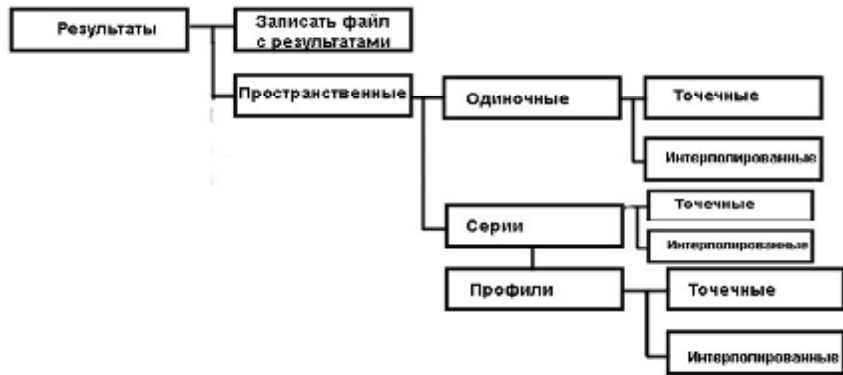 Результаты
Записать файл
с результатами
Пространственные
Одиночные
Точечные
Интерполированные
Серии
Точечные
Интерполированные
Профили
Точечные
Интерполированные